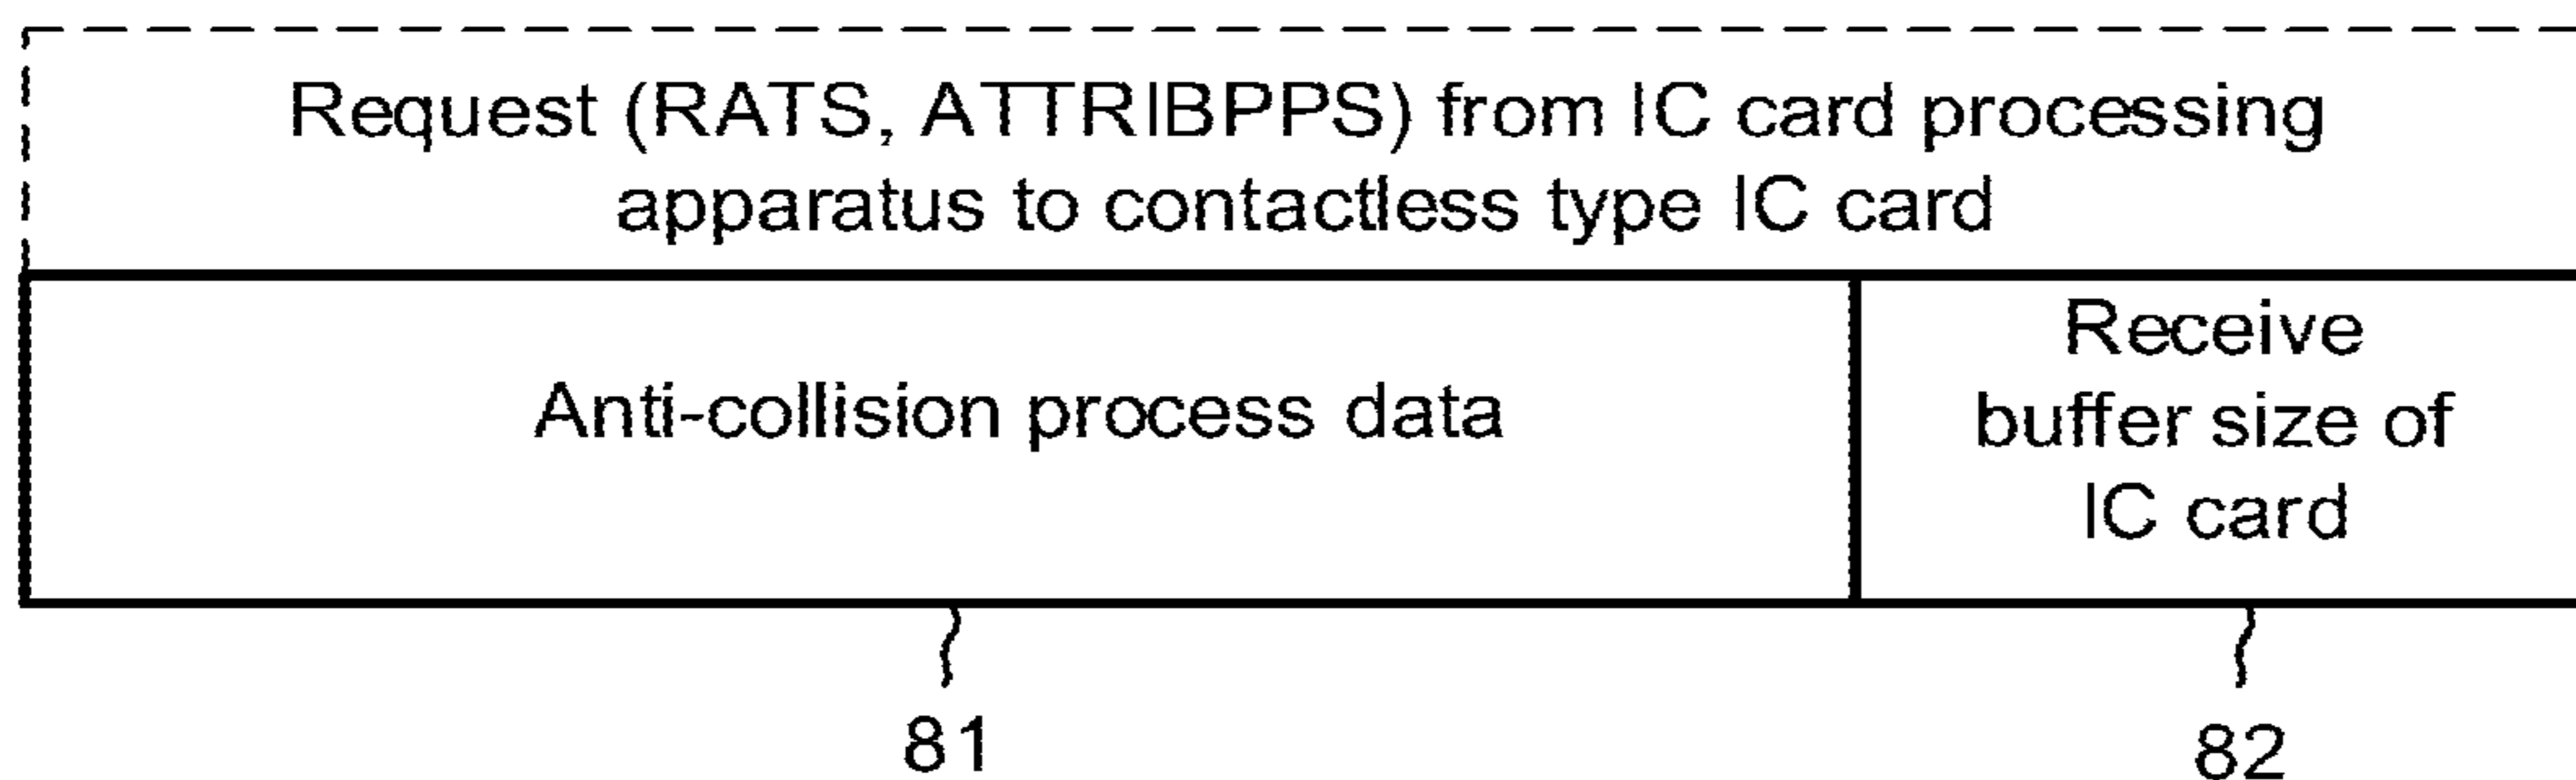 Request (RATS, ATTRIBPPS) from IC card processing
apparatus to contactless type IC card
Anti-collision process data
Receive
buffer size of
IC card
81
82